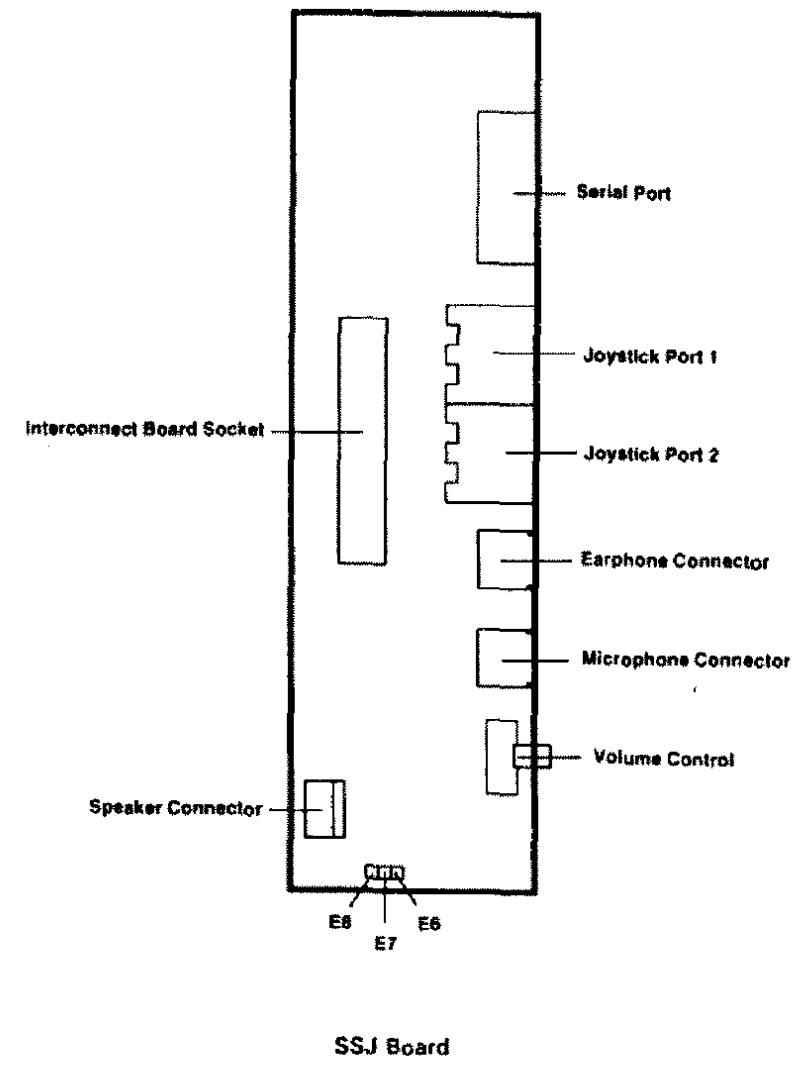 Serial Port
Joystick Port 1
Interconnect Board Socket
Joystick Port 2
Earphone Connector
Microphone Connector
Volume Control
Speaker Connector
E8
E6
E7
SSJ Board